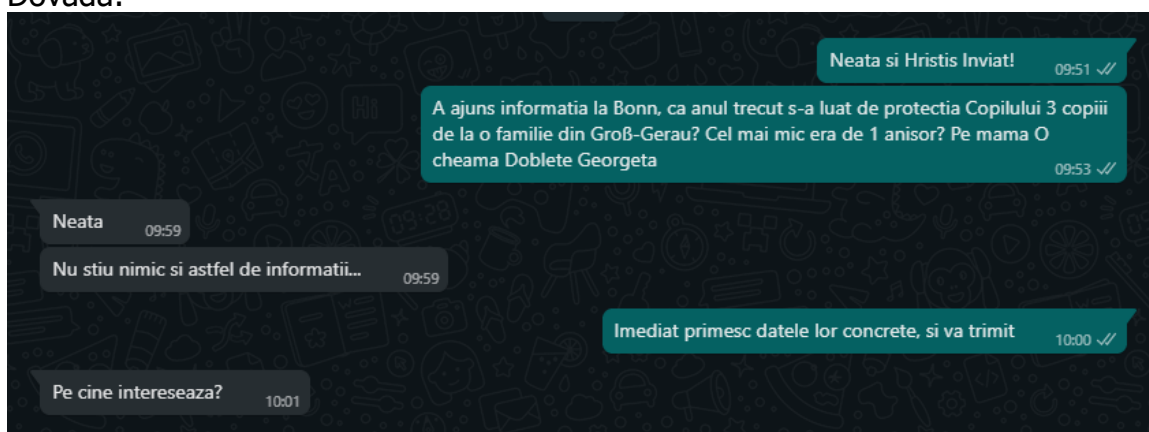 Dovada:
Neata si Hristis Inviat!
09:51
A ajuns informatia la Bonn, ca anul trecut s-a luat de protectia Copilului 3 copiii
de la o familie din Groß-Gerau? Cel mai mic era de 1 anisor? Pe mama O
cheama Doblete Georgeta
09:53
Neata
09:59
Nu stiu nimic si astfel de informatii...
09:59
Imediat primesc datele lor concrete, si va trimit
10:00
Pe cine intereseaza?
10:01